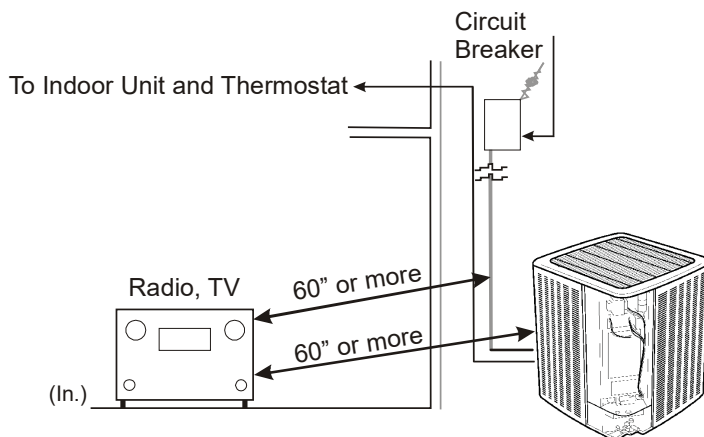 Circuit
Breaker
To Indoor Unit and Thermostat
Radio, TV
60” or more
60” or more
(In.)